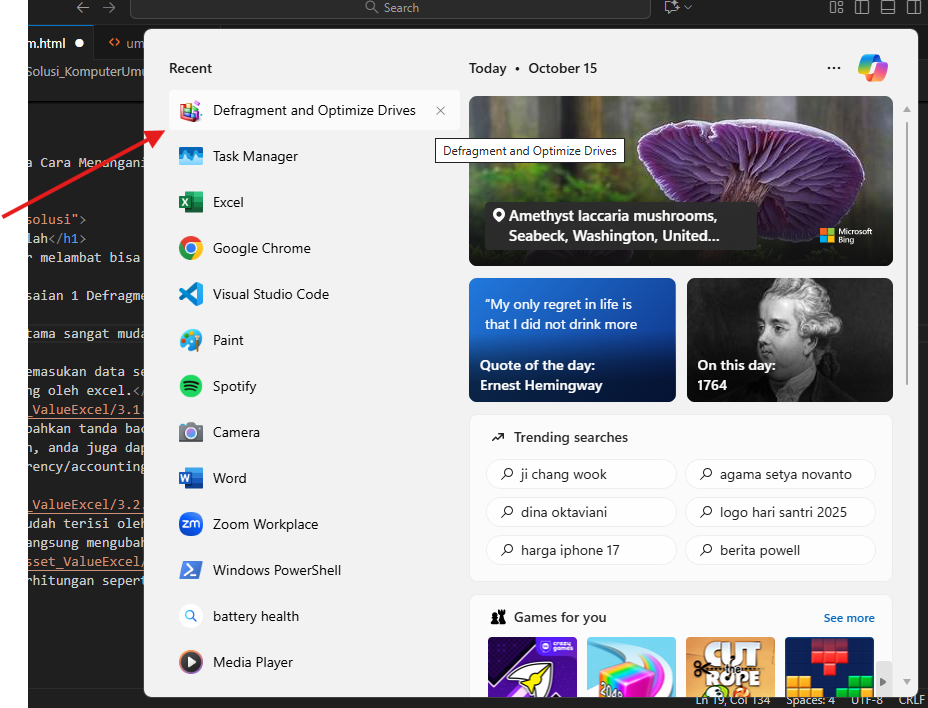 Search
m.html
um
Solusi_KomputerUmu
a Cara Menangani
solusi">
lah</h1>
r melambat bisa
saian 1 Defragme
tama sangat muda
emasukan data se
ng oleh excel.</
_ValueExcel/3.1.
bahkan tanda bac
n, anda juga dap
rency/accounting
_ValueExcel/3.2.
udah terisi oleh
angsung mengubah
sset_ValueExcel/
rhitungan sepert
Recent
Defragment and Optimize Drives
Task Manager
Excel
Google Chrome
Visual Studio Code
Paint
Spotify
Camera
Word
Zoom Workplace
Windows PowerShell
battery health
Media Player
Today • October 15
Defragment and Optimize Drives
Amethyst laccaria mushrooms,
Seabeck, Washington, United...
Microsoft
Bing
“My only regret in life is
that I did not drink more
Quote of the day:
Ernest Hemingway
On this day:
1764
Trending searches
ji chang wook
agama setya novanto
dina oktaviani
logo hari santri 2025
harga iphone 17
berita powell
Games for you
See more
crazy
games
2048
CUT
the
ROPE
Ln 19, Col 134
Spaces: 4
UTF-8
CRLF